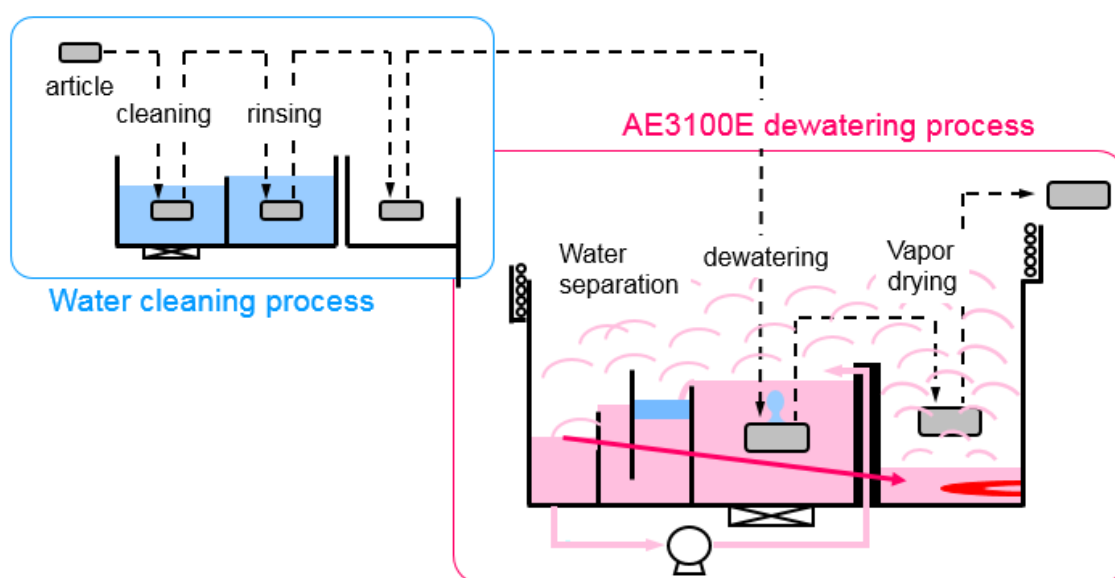 article
cleaning
rinsing
AE3100E dewatering process
Water
separation
dewatering
Vapor
drying
Water cleaning process